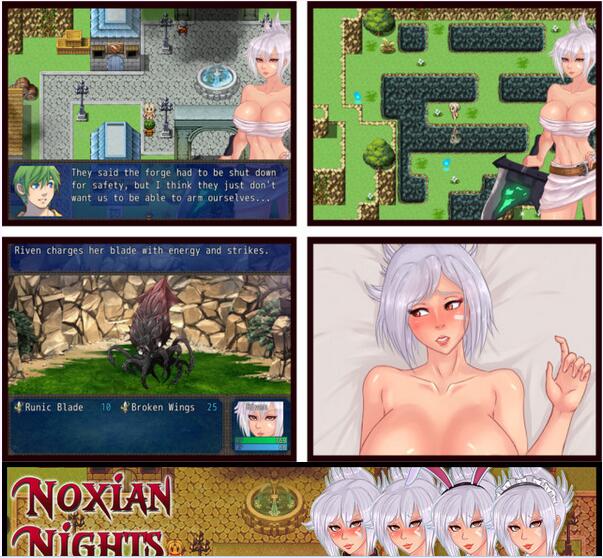 They said the forge had to be shut down
for safety, but I think they just don't
want us to be able to arm ourselves...
Riven charges her blade with energy and strikes.
Runic Blade 10 Broken Wings 25
Riven
NOXIAN
NIGHTS